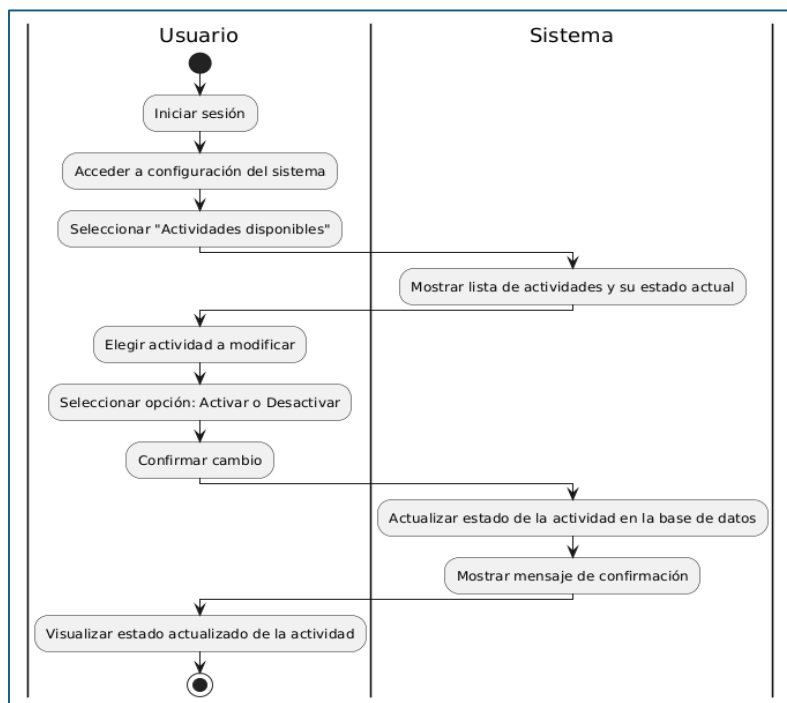 Usuario
Sistema
Iniciar sesión
Acceder a configuración del sistema
Seleccionar "Actividades disponibles"
Mostrar lista de actividades y su estado actual
Elegir actividad a modificar
Seleccionar opción: Activar o Desactivar
Confirmar cambio
Actualizar estado de la actividad en la base de datos
Mostrar mensaje de confirmación
Visualizar estado actualizado de la actividad